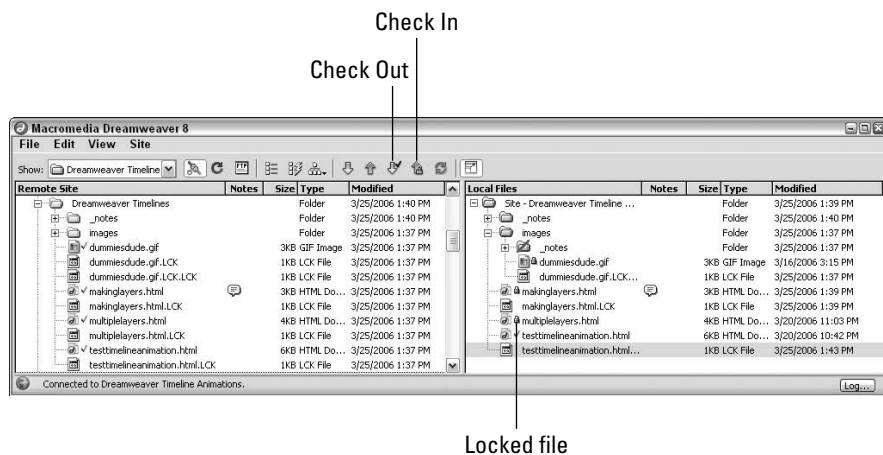 Check In
Check Out
Macromedia Dreamweaver 8
File Edit View Site
Show: Dreamweaver Timeline
FTP
Remote Site Notes Size Type Modified
Dreamweaver Timelines Folder 3/25/2006 1:40 PM
_notes Folder 3/25/2006 1:40 PM
images Folder 3/25/2006 1:37 PM
dummiesdude.gif 3KB GIF Image 3/25/2006 1:37 PM
dummiesdude.gif.LCK 1KB LCK File 3/25/2006 1:37 PM
dummiesdude.gif.LCK.LCK 1KB LCK File 3/25/2006 1:37 PM
makinglayers.html 3KB HTML Do... 3/25/2006 1:37 PM
makinglayers.html.LCK 1KB LCK File 3/25/2006 1:37 PM
multiplelayers.html 4KB HTML Do... 3/25/2006 1:37 PM
multiplelayers.html.LCK 1KB LCK File 3/25/2006 1:37 PM
testtimelineanimation.html 6KB HTML Do... 3/25/2006 1:37 PM
testtimelineanimation.html.LCK 1KB LCK File 3/25/2006 1:37 PM
Local Files Notes Size Type Modified
Site - Dreamweaver Timeline ... Folder 3/25/2006 1:39 PM
_notes Folder 3/25/2006 1:40 PM
images Folder 3/25/2006 1:37 PM
_notes Folder 3/25/2006 1:37 PM
dummiesdude.gif 3KB GIF Image 3/16/2006 3:15 PM
dummiesdude.gif.LCK... 1KB LCK File 3/25/2006 1:37 PM
makinglayers.html 3KB HTML Do... 3/25/2006 1:39 PM
makinglayers.html.LCK 1KB LCK File 3/25/2006 1:39 PM
multiplelayers.html 4KB HTML Do... 3/20/2006 11:03 PM
testtimelineanimation.html 6KB HTML Do... 3/20/2006 10:42 PM
testtimelineanimation.html... 1KB LCK File 3/25/2006 1:43 PM
Connected to Dreamweaver Timeline Animations.
Log...
Locked file